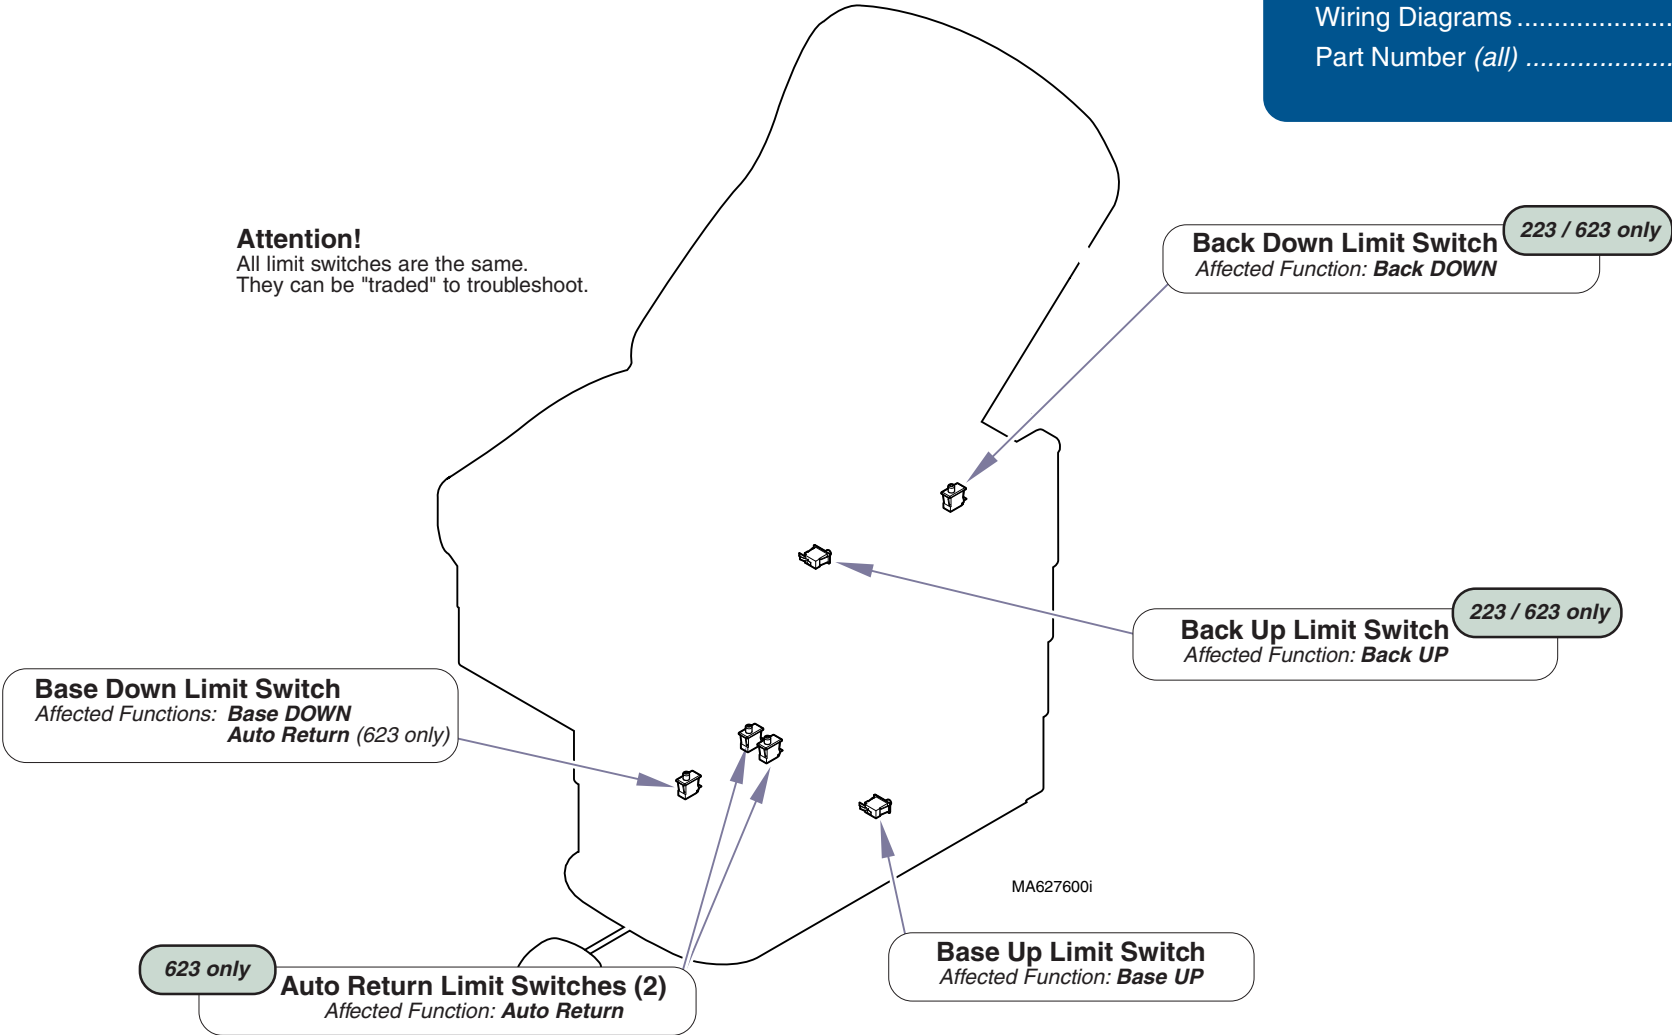 Wiring Diagrams .....................
Part Number (all) ....................
Attention!
All limit switches are the same.
They can be "traded" to troubleshoot.
223 / 623 only
Back Down Limit Switch
Affected Function: Back DOWN
223 / 623 only
Back Up Limit Switch
Affected Function: Back UP
Base Down Limit Switch
Affected Functions: Base DOWN
Auto Return (623 only)
MA627600i
Base Up Limit Switch
Affected Function: Base UP
623 only
Auto Return Limit Switches (2)
Affected Function: Auto Return